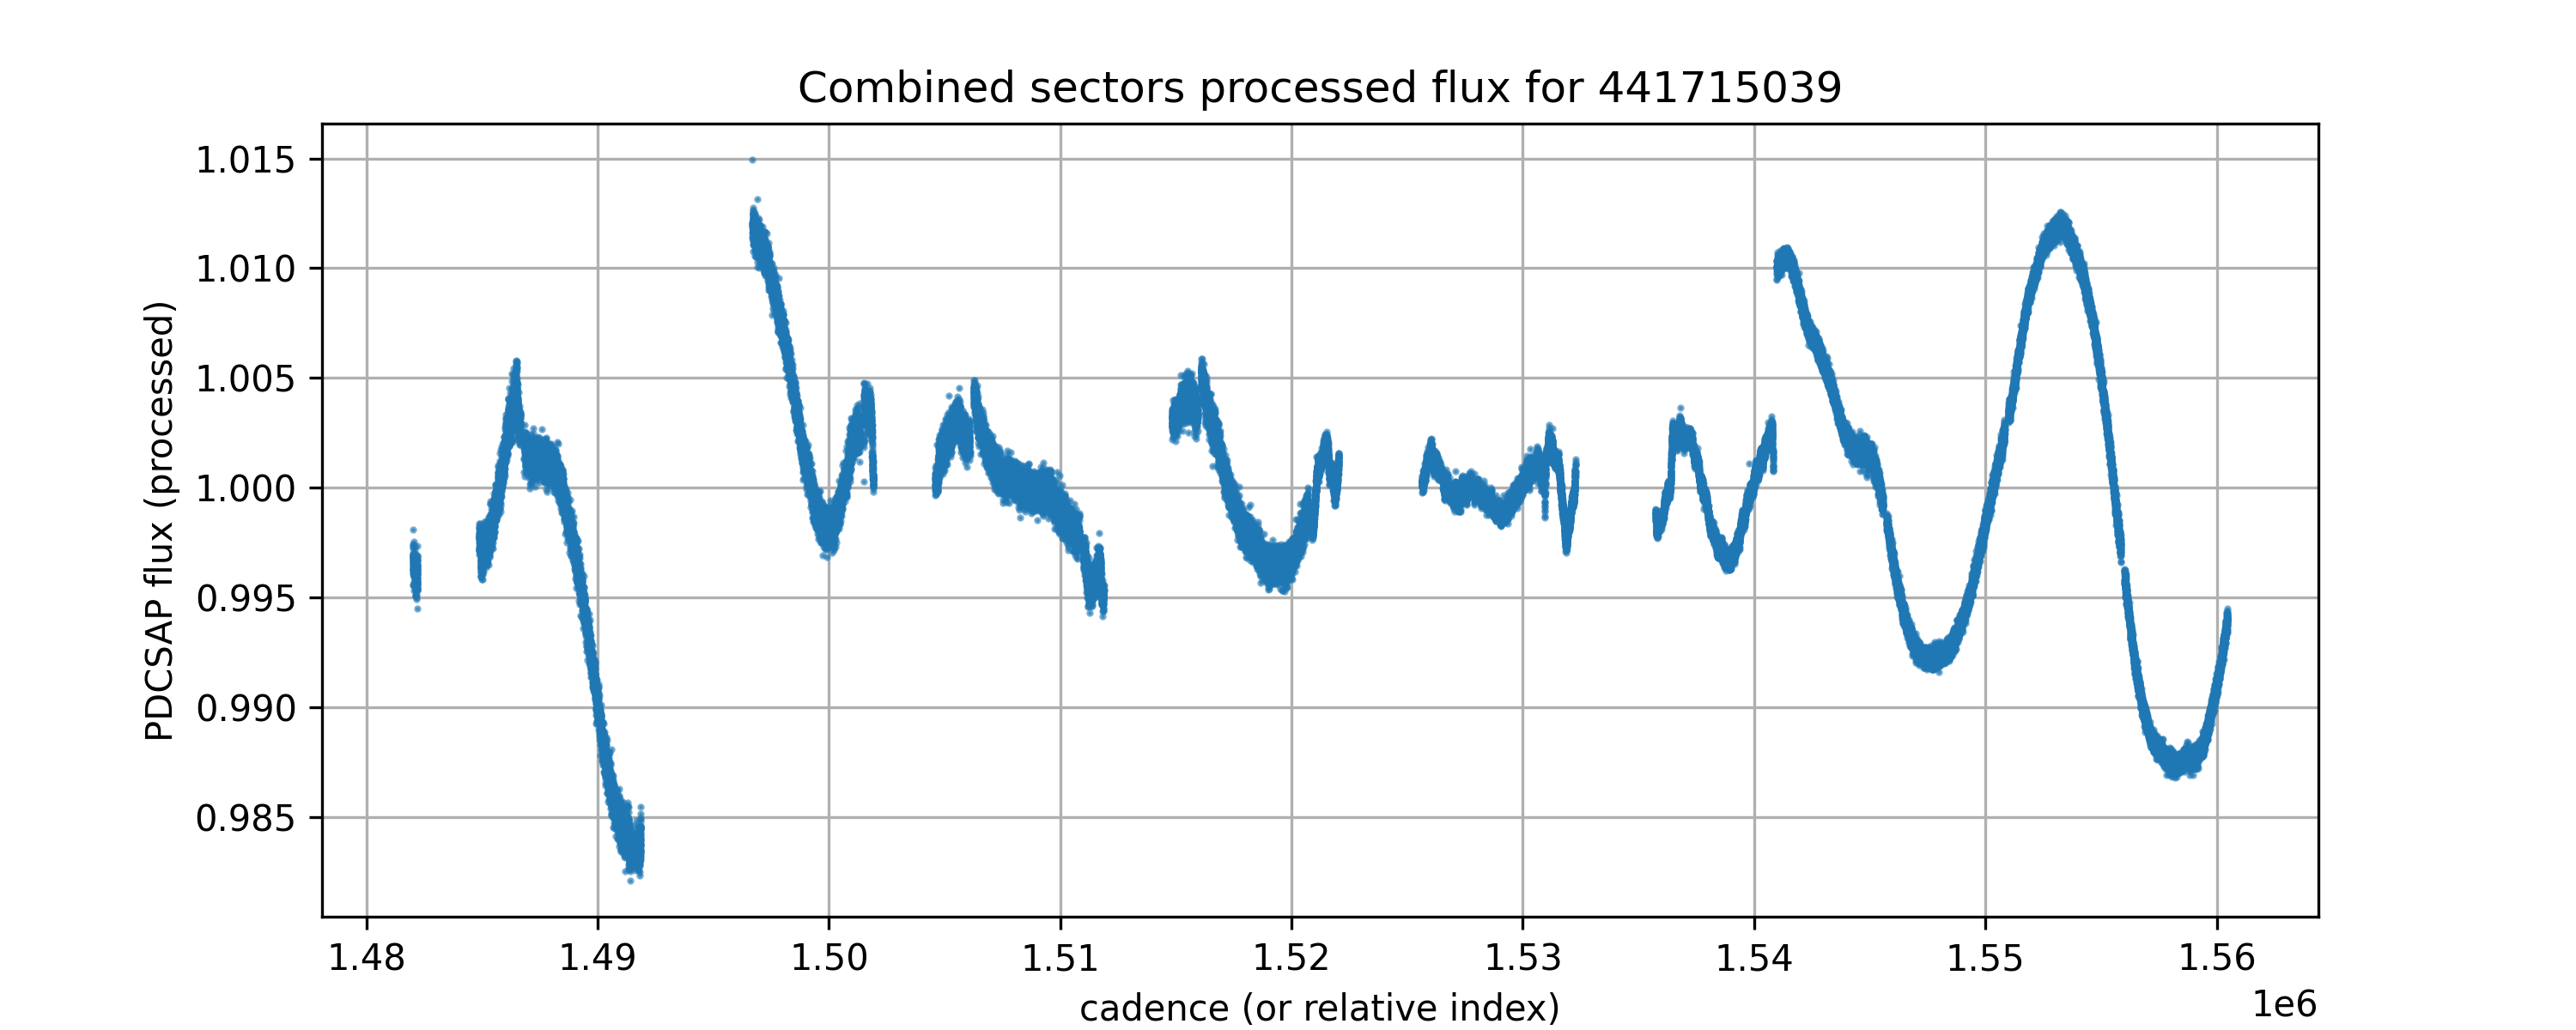 Combined sectors processed flux for 441715039
PDCSAP flux (processed)
1.015
1.010
1.005
1.000
0.995
0.990
0.985
1.48 1.49 1.50 1.51 1.52 1.53 1.54 1.55 1.56
1e6
cadence (or relative index)